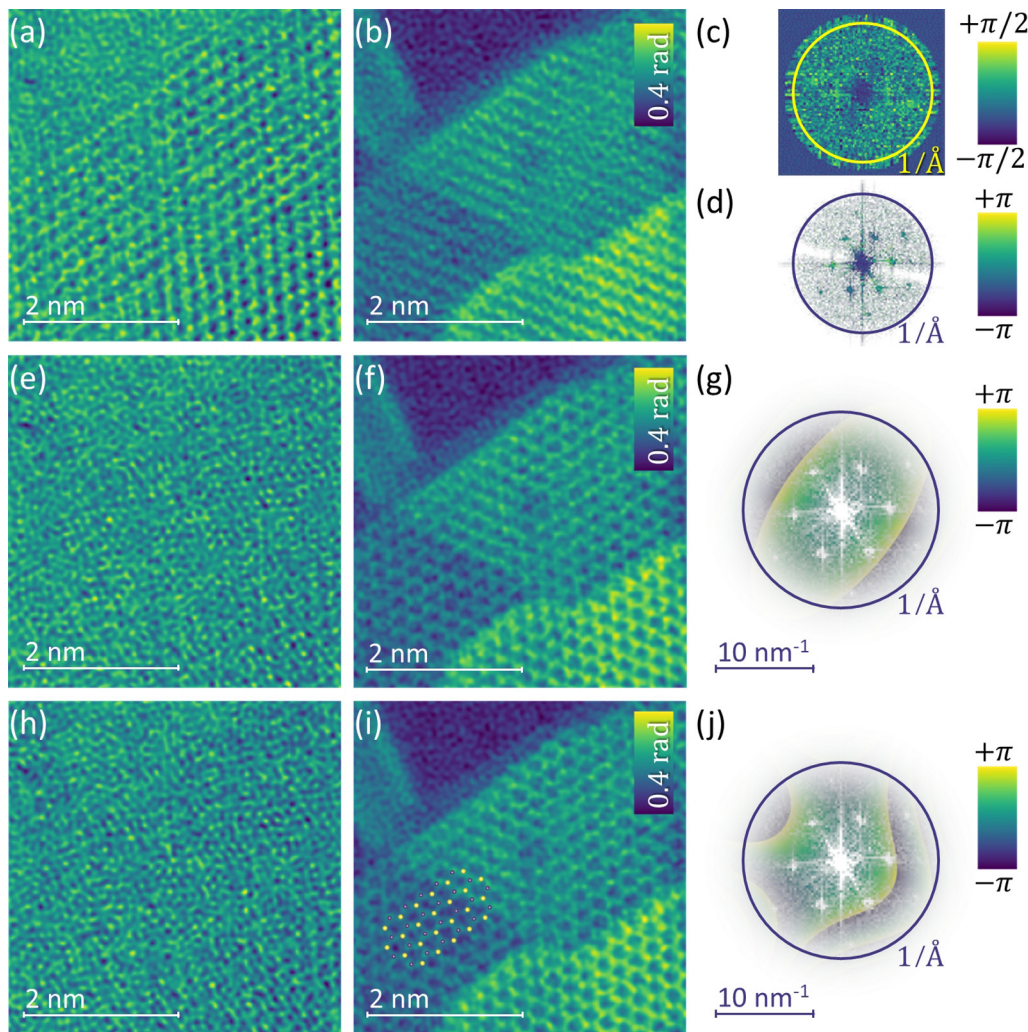 (a)
2 nm
(b)
0.4 rad
2 nm
(c)
+π/2
−π/2
1/Å
(d)
+π
−π
1/Å
(e)
2 nm
(f)
0.4 rad
2 nm
(g)
+π
−π
1/Å
10 nm⁻¹
(h)
2 nm
(i)
0.4 rad
2 nm
(j)
+π
−π
1/Å
10 nm⁻¹